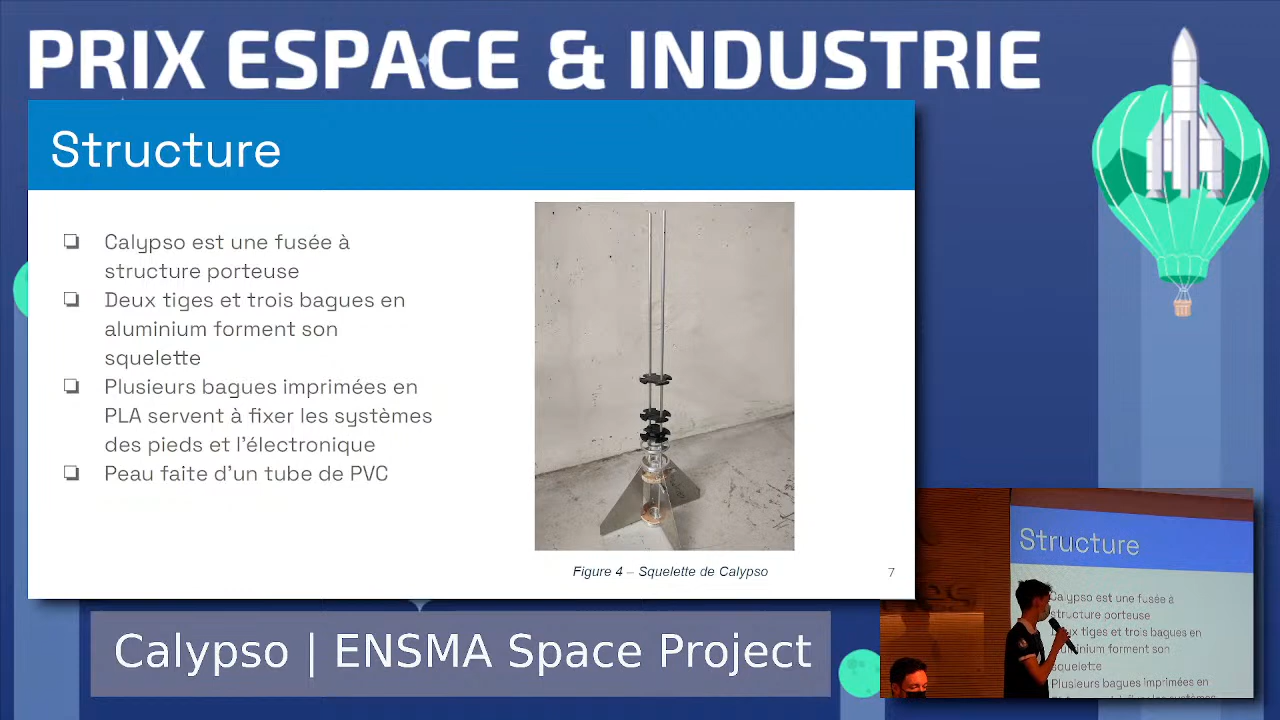 PRIX ESPACE & INDUSTRIE
Structure
❏ Calypso est une fusée à
structure porteuse
❏ Deux tiges et trois bagues en
aluminium forment son
squelette
❏ Plusieurs bagues imprimées en
PLA servent à fixer les systèmes
des pieds et l'électronique
❏ Peau faite d'un tube de PVC
Figure 4 – Squelette de Calypso
7
Calypso | ENSMA Space Project
Structure
Calypso est une fusée à
structure porteuse
tiges et trois bagues en
forment son
squelette
Plusieurs bagues imprimées en